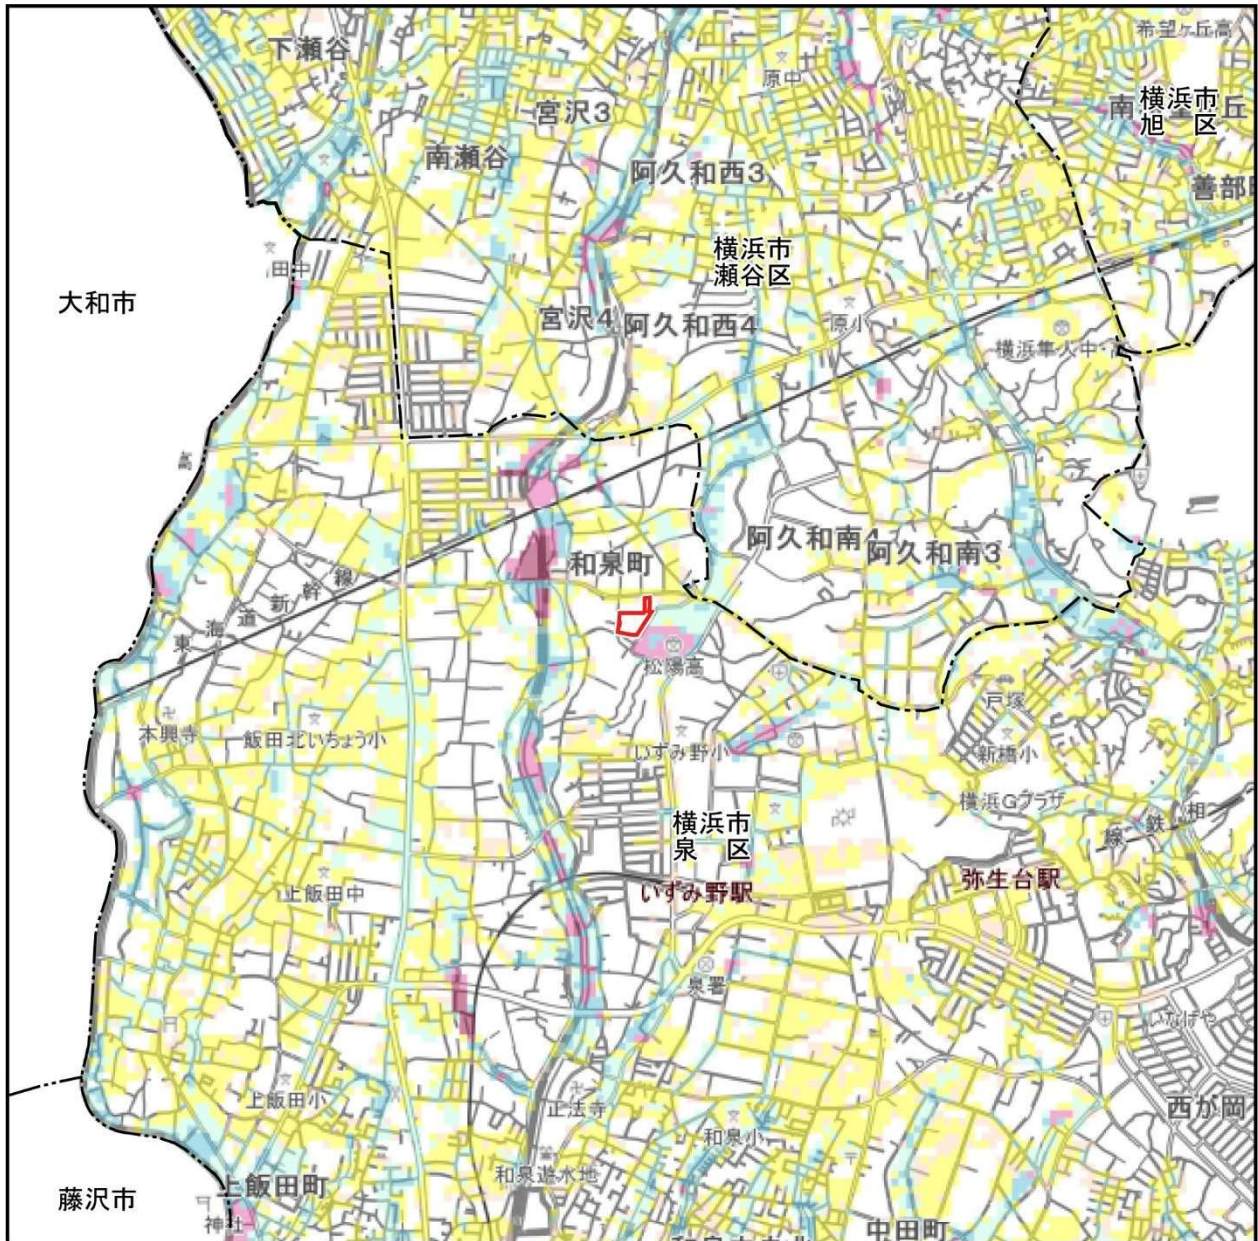 下瀬谷
希望ヶ丘高
原中
横浜市
旭 区
宮沢3
南瀬谷
阿久和西3
善部
横浜市
瀬谷区
田中
大和市
宮沢4
阿久和西4
原小
横浜隼人中・高
高
阿久和南4
阿久和南3
和泉町
東海道新幹線
松陽高
戸塚
本興寺
飯田北いちょう小
いずみ野小
新橋小
横浜Gプラザ
横浜市
泉 区
相鉄線
上飯田中
いずみ野駅
弥生台駅
泉署
いなげや
正法寺
上飯田小
和泉小
西が岡
和泉遊水地
上飯田町
藤沢市
神社
中田町